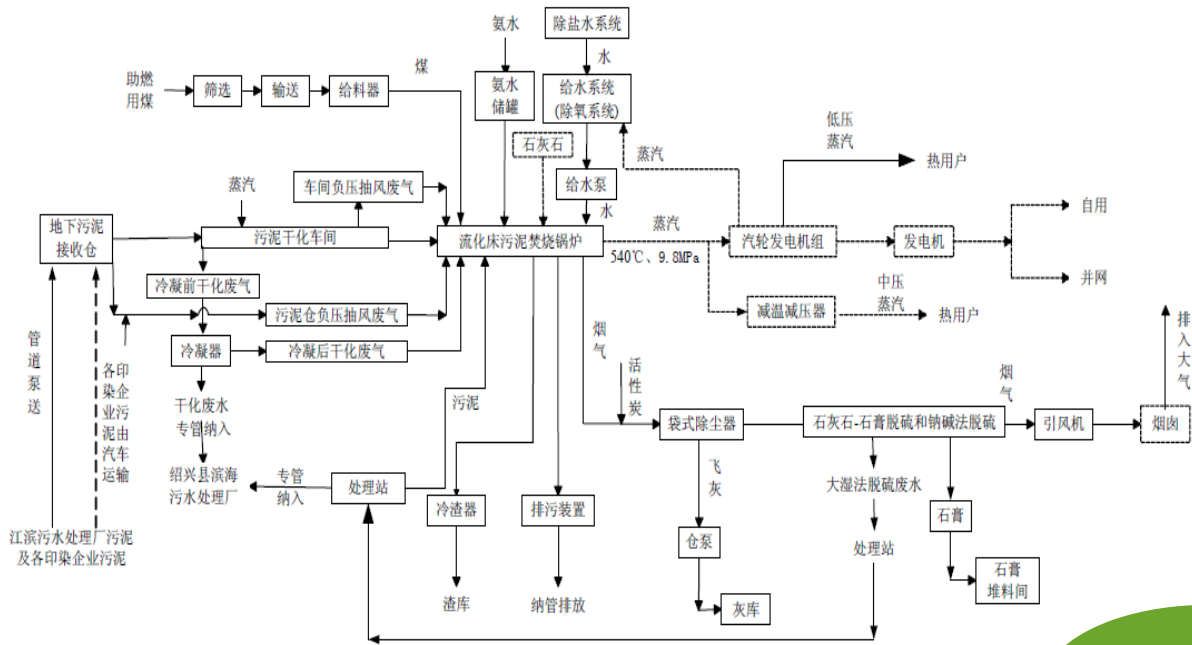 氨水
除盐水系统
水
助燃
用煤
筛选
输送
给料器
煤
氨水
储罐
给水系统
(除氧系统)
石灰石
给水泵
水
蒸汽
低压
蒸汽
热用户
蒸汽
车间负压抽风废气
地下污泥
接收仓
污泥干化车间
流化床污泥焚烧锅炉
蒸汽
540℃、9.8MPa
汽轮发电机组
发电机
自用
并网
冷凝前干化废气
污泥仓负压抽风废气
减温减压器
中压
蒸汽
热用户
冷凝器
冷凝后干化废气
管道泵送
各印染企业污泥由汽车运输
干化废水
专管纳入
污泥
烟气
活性炭
袋式除尘器
石灰石-石膏脱硫和钠碱法脱硫
烟气
引风机
烟囱
排入大气
绍兴县滨海
污水处理厂
专管
纳入
处理站
冷渣器
排污装置
飞灰
大湿法脱硫废水
石膏
江滨污水处理厂污泥
及各印染企业污泥
仓泵
处理站
石膏
堆料间
渣库
纳管排放
灰库